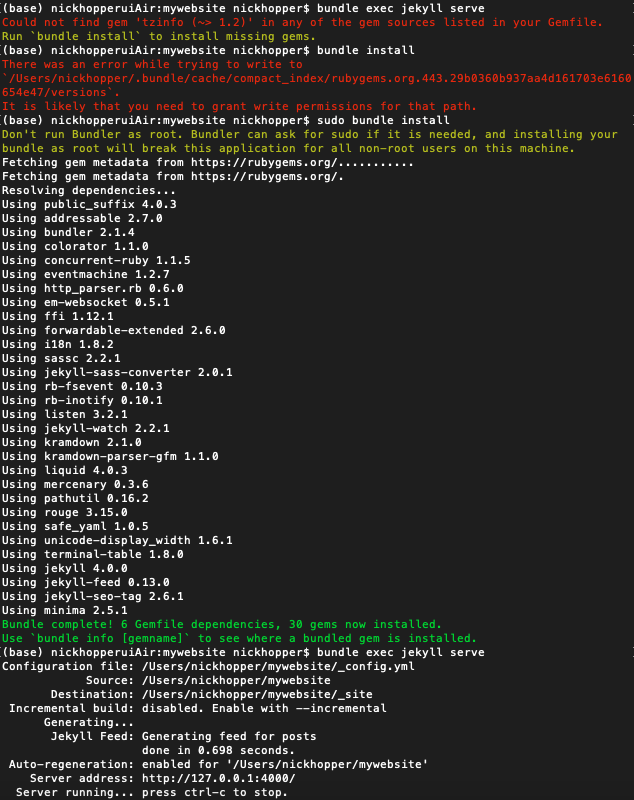 (base) nickhopperuiAir:mywebsite nickhopper$ bundle exec jekyll serve
Could not find gem 'tzinfo (~> 1.2)' in any of the gem sources listed in your Gemfile.
Run `bundle install` to install missing gems.
(base) nickhopperuiAir:mywebsite nickhopper$ bundle install
There was an error while trying to write to
`/Users/nickhopper/.bundle/cache/compact_index/rubygems.org.443.29b0360b937aa4d161703e6160
654e47/versions`.
It is likely that you need to grant write permissions for that path.
(base) nickhopperuiAir:mywebsite nickhopper$ sudo bundle install
Don't run Bundler as root. Bundler can ask for sudo if it is needed, and installing your
bundle as root will break this application for all non-root users on this machine.
Fetching gem metadata from https://rubygems.org/...........
Fetching gem metadata from https://rubygems.org/.
Resolving dependencies...
Using public_suffix 4.0.3
Using addressable 2.7.0
Using bundler 2.1.4
Using colorator 1.1.0
Using concurrent-ruby 1.1.5
Using eventmachine 1.2.7
Using http_parser.rb 0.6.0
Using em-websocket 0.5.1
Using ffi 1.12.1
Using forwardable-extended 2.6.0
Using i18n 1.8.2
Using sassc 2.2.1
Using jekyll-sass-converter 2.0.1
Using rb-fsevent 0.10.3
Using rb-inotify 0.10.1
Using listen 3.2.1
Using jekyll-watch 2.2.1
Using kramdown 2.1.0
Using kramdown-parser-gfm 1.1.0
Using liquid 4.0.3
Using mercenary 0.3.6
Using pathutil 0.16.2
Using rouge 3.15.0
Using safe_yaml 1.0.5
Using unicode-display_width 1.6.1
Using terminal-table 1.8.0
Using jekyll 4.0.0
Using jekyll-feed 0.13.0
Using jekyll-seo-tag 2.6.1
Using minima 2.5.1
Bundle complete! 6 Gemfile dependencies, 30 gems now installed.
Use `bundle info [gemname]` to see where a bundled gem is installed.
(base) nickhopperuiAir:mywebsite nickhopper$ bundle exec jekyll serve
Configuration file: /Users/nickhopper/mywebsite/_config.yml
Source: /Users/nickhopper/mywebsite
Destination: /Users/nickhopper/mywebsite/_site
Incremental build: disabled. Enable with --incremental
Generating...
Jekyll Feed: Generating feed for posts
done in 0.698 seconds.
Auto-regeneration: enabled for '/Users/nickhopper/mywebsite'
Server address: http://127.0.0.1:4000/
Server running... press ctrl-c to stop.